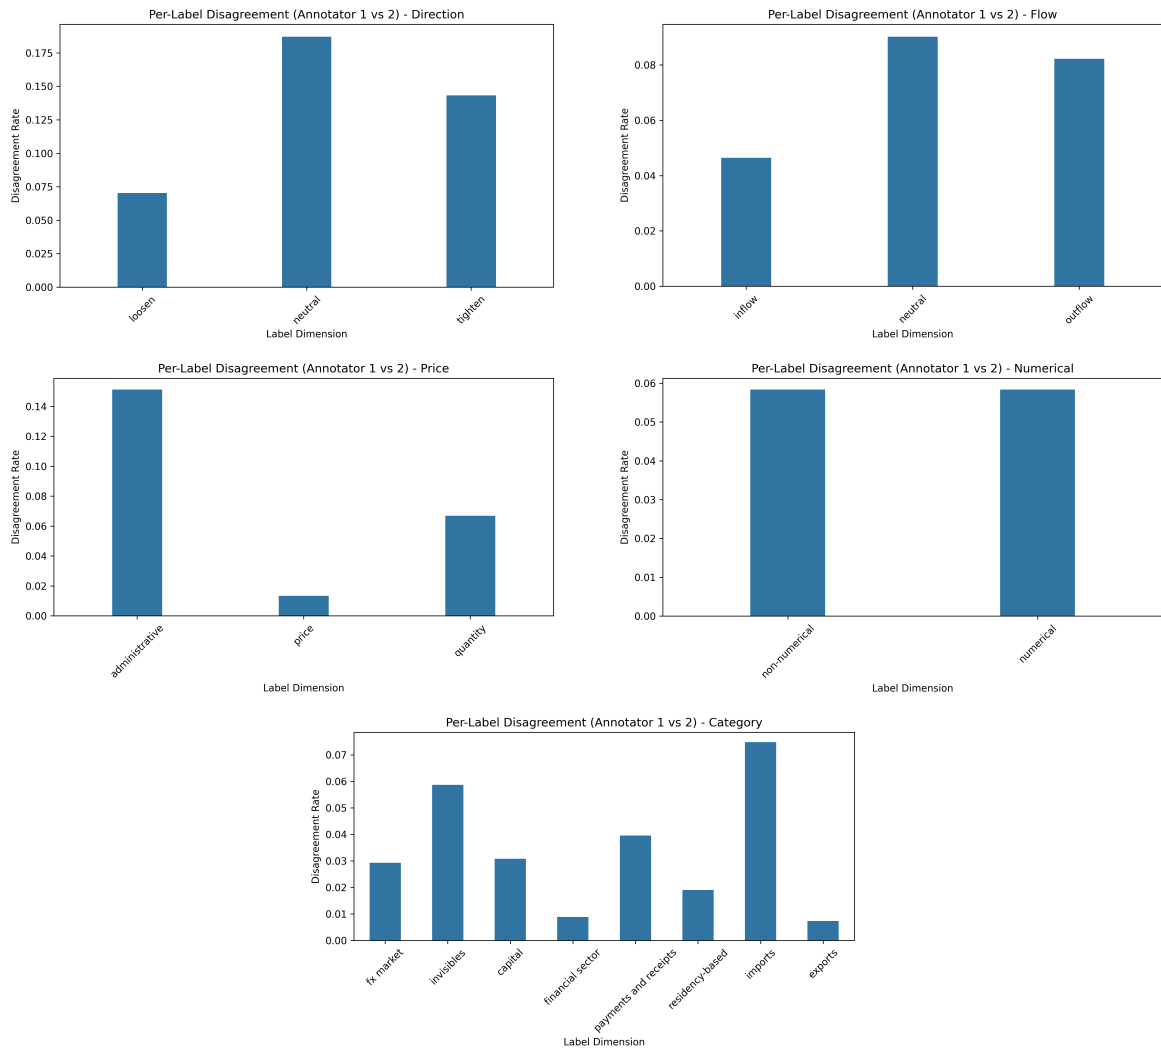 Per-Label Disagreement (Annotator 1 vs 2) - Direction
Disagreement Rate
0.175
0.150
0.125
0.100
0.075
0.050
0.025
0.000
loosen
neutral
tighten
Label Dimension
Per-Label Disagreement (Annotator 1 vs 2) - Flow
Disagreement Rate
0.08
0.06
0.04
0.02
0.00
inflow
neutral
outflow
Label Dimension
Per-Label Disagreement (Annotator 1 vs 2) - Price
Disagreement Rate
0.14
0.12
0.10
0.08
0.06
0.04
0.02
0.00
administrative
price
quantity
Label Dimension
Per-Label Disagreement (Annotator 1 vs 2) - Numerical
Disagreement Rate
0.06
0.05
0.04
0.03
0.02
0.01
0.00
non-numerical
numerical
Label Dimension
Per-Label Disagreement (Annotator 1 vs 2) - Category
Disagreement Rate
0.07
0.06
0.05
0.04
0.03
0.02
0.01
0.00
fx market
invisibles
capital
financial sector
payments and receipts
residency-based
imports
exports
Label Dimension